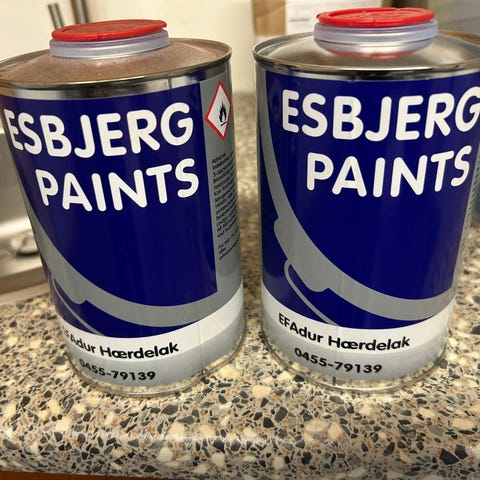 ESBJERG
PAINTS
EFAdur Hærdelak
0455-79139
ESBJERG
PAINTS
EFAdur Hærdelak
0455-79139